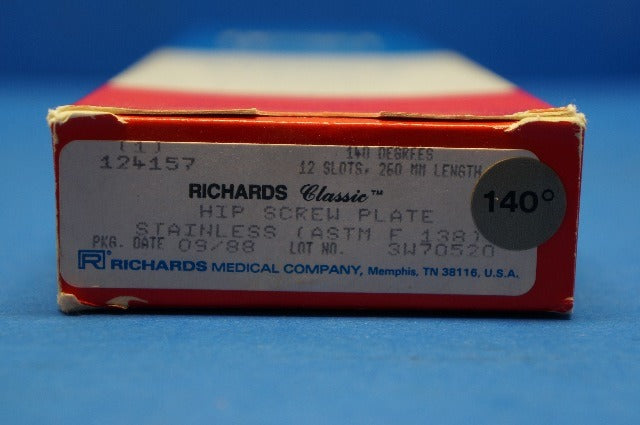 (1)
140 DEGREES
124157
12 SLOTS, 260 MM LENGTH
RICHARDS Classic™
HIP SCREW PLATE
STAINLESS (ASTM F 138)
PKG. DATE 09/88 LOT NO. 3W70520
R RICHARDS MEDICAL COMPANY, Memphis, TN 38116, U.S.A.
140°